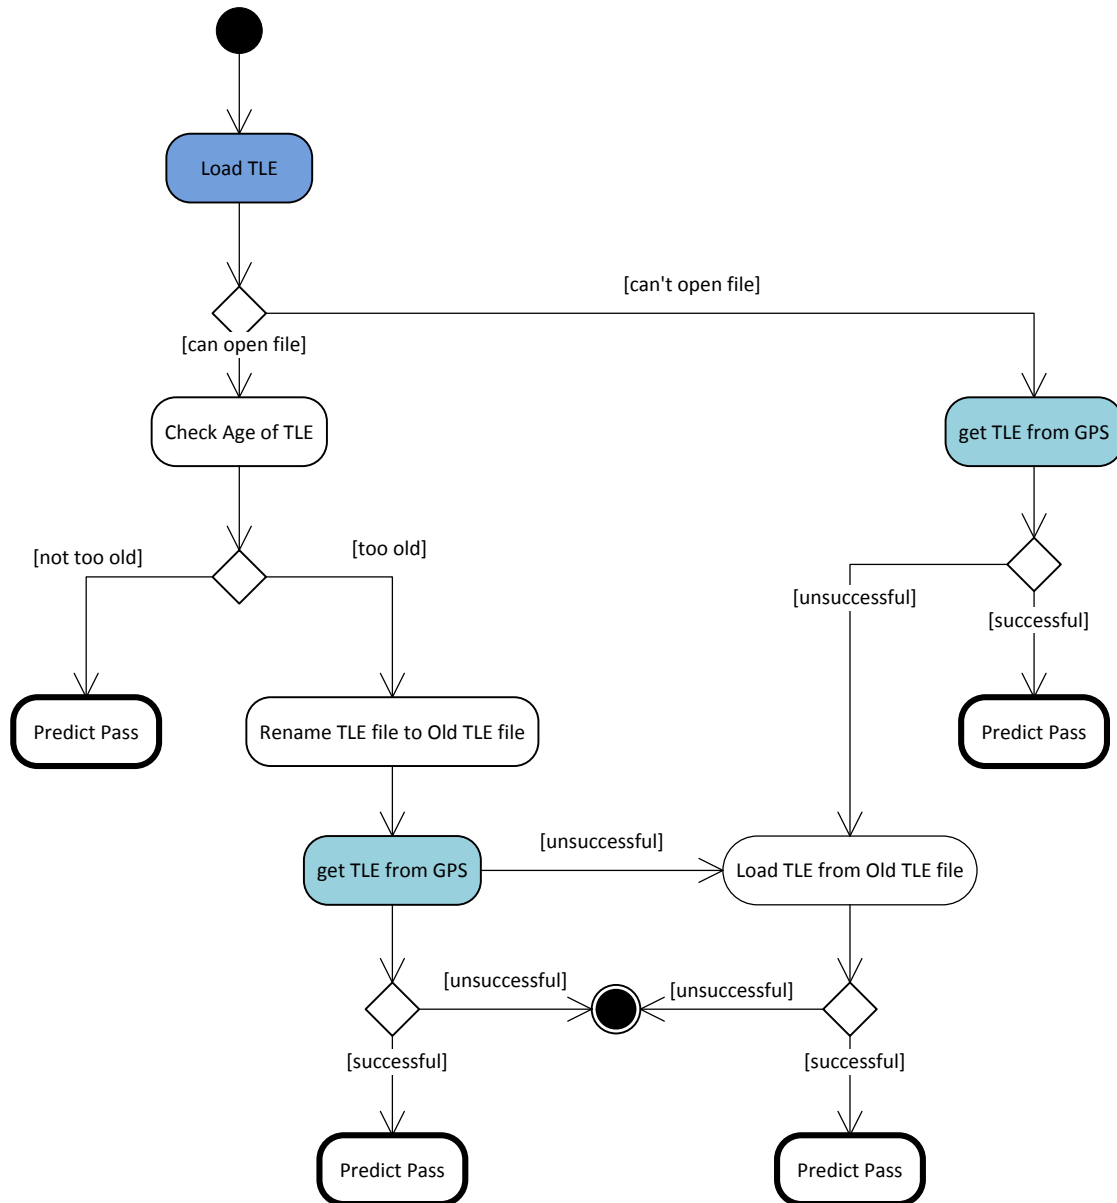 Load TLE
[can't open file]
[can open file]
Check Age of TLE
get TLE from GPS
[not too old]
[too old]
[unsuccessful]
[successful]
Predict Pass
Rename TLE file to Old TLE file
Predict Pass
get TLE from GPS
[unsuccessful]
Load TLE from Old TLE file
[unsuccessful]
[unsuccessful]
[successful]
[successful]
Predict Pass
Predict Pass